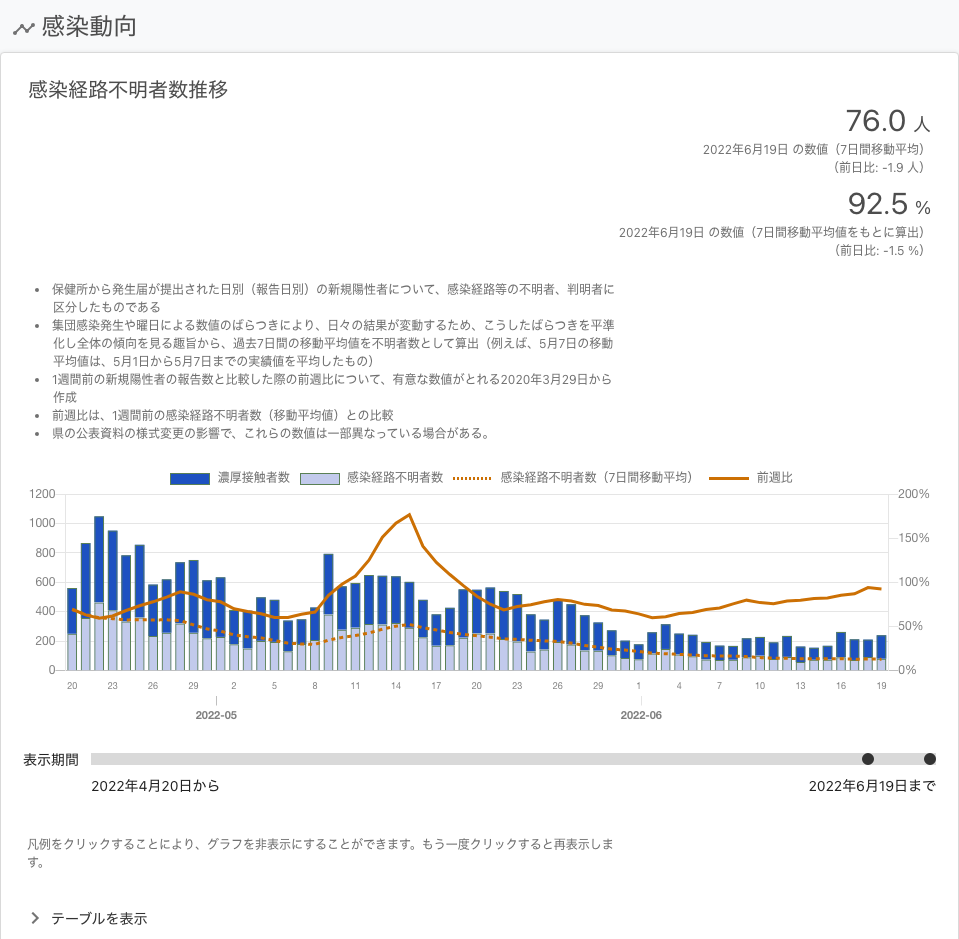 感染動向
感染経路不明者数推移
76.0 人
2022年6月19日 の数値（7日間移動平均）
（前日比: -1.9 人）
92.5 %
2022年6月19日 の数値（7日間移動平均値をもとに算出）
（前日比: -1.5 %）
• 保健所から発生届が提出された日別（報告日別）の新規陽性者について、感染経路等の不明者、判明者に
区分したものである
• 集団感染発生や曜日による数値のばらつきにより、日々の結果が変動するため、こうしたばらつきを平準
化し全体の傾向を見る趣旨から、過去7日間の移動平均値を不明者数として算出（例えば、5月7日の移動
平均値は、5月1日から5月7日までの実績値を平均したもの）
• 1週間前の新規陽性者の報告数と比較した際の前週比について、有意な数値がとれる2020年3月29日から
作成
• 前週比は、1週間前の感染経路不明者数（移動平均値）との比較
• 県の公表資料の様式変更の影響で、これらの数値は一部異なっている場合がある。
濃厚接触者数 感染経路不明者数 感染経路不明者数（7日間移動平均） 前週比
1200 200%
1000
150%
800
600 100%
400
50%
200
0 0%
20 23 26 29 2 5 8 11 14 17 20 23 26 29 1 4 7 10 13 16 19
2022-05 2022-06
表示期間
2022年4月20日から 2022年6月19日まで
凡例をクリックすることにより、グラフを非表示にすることができます。もう一度クリックすると再表示しま
す。
テーブルを表示